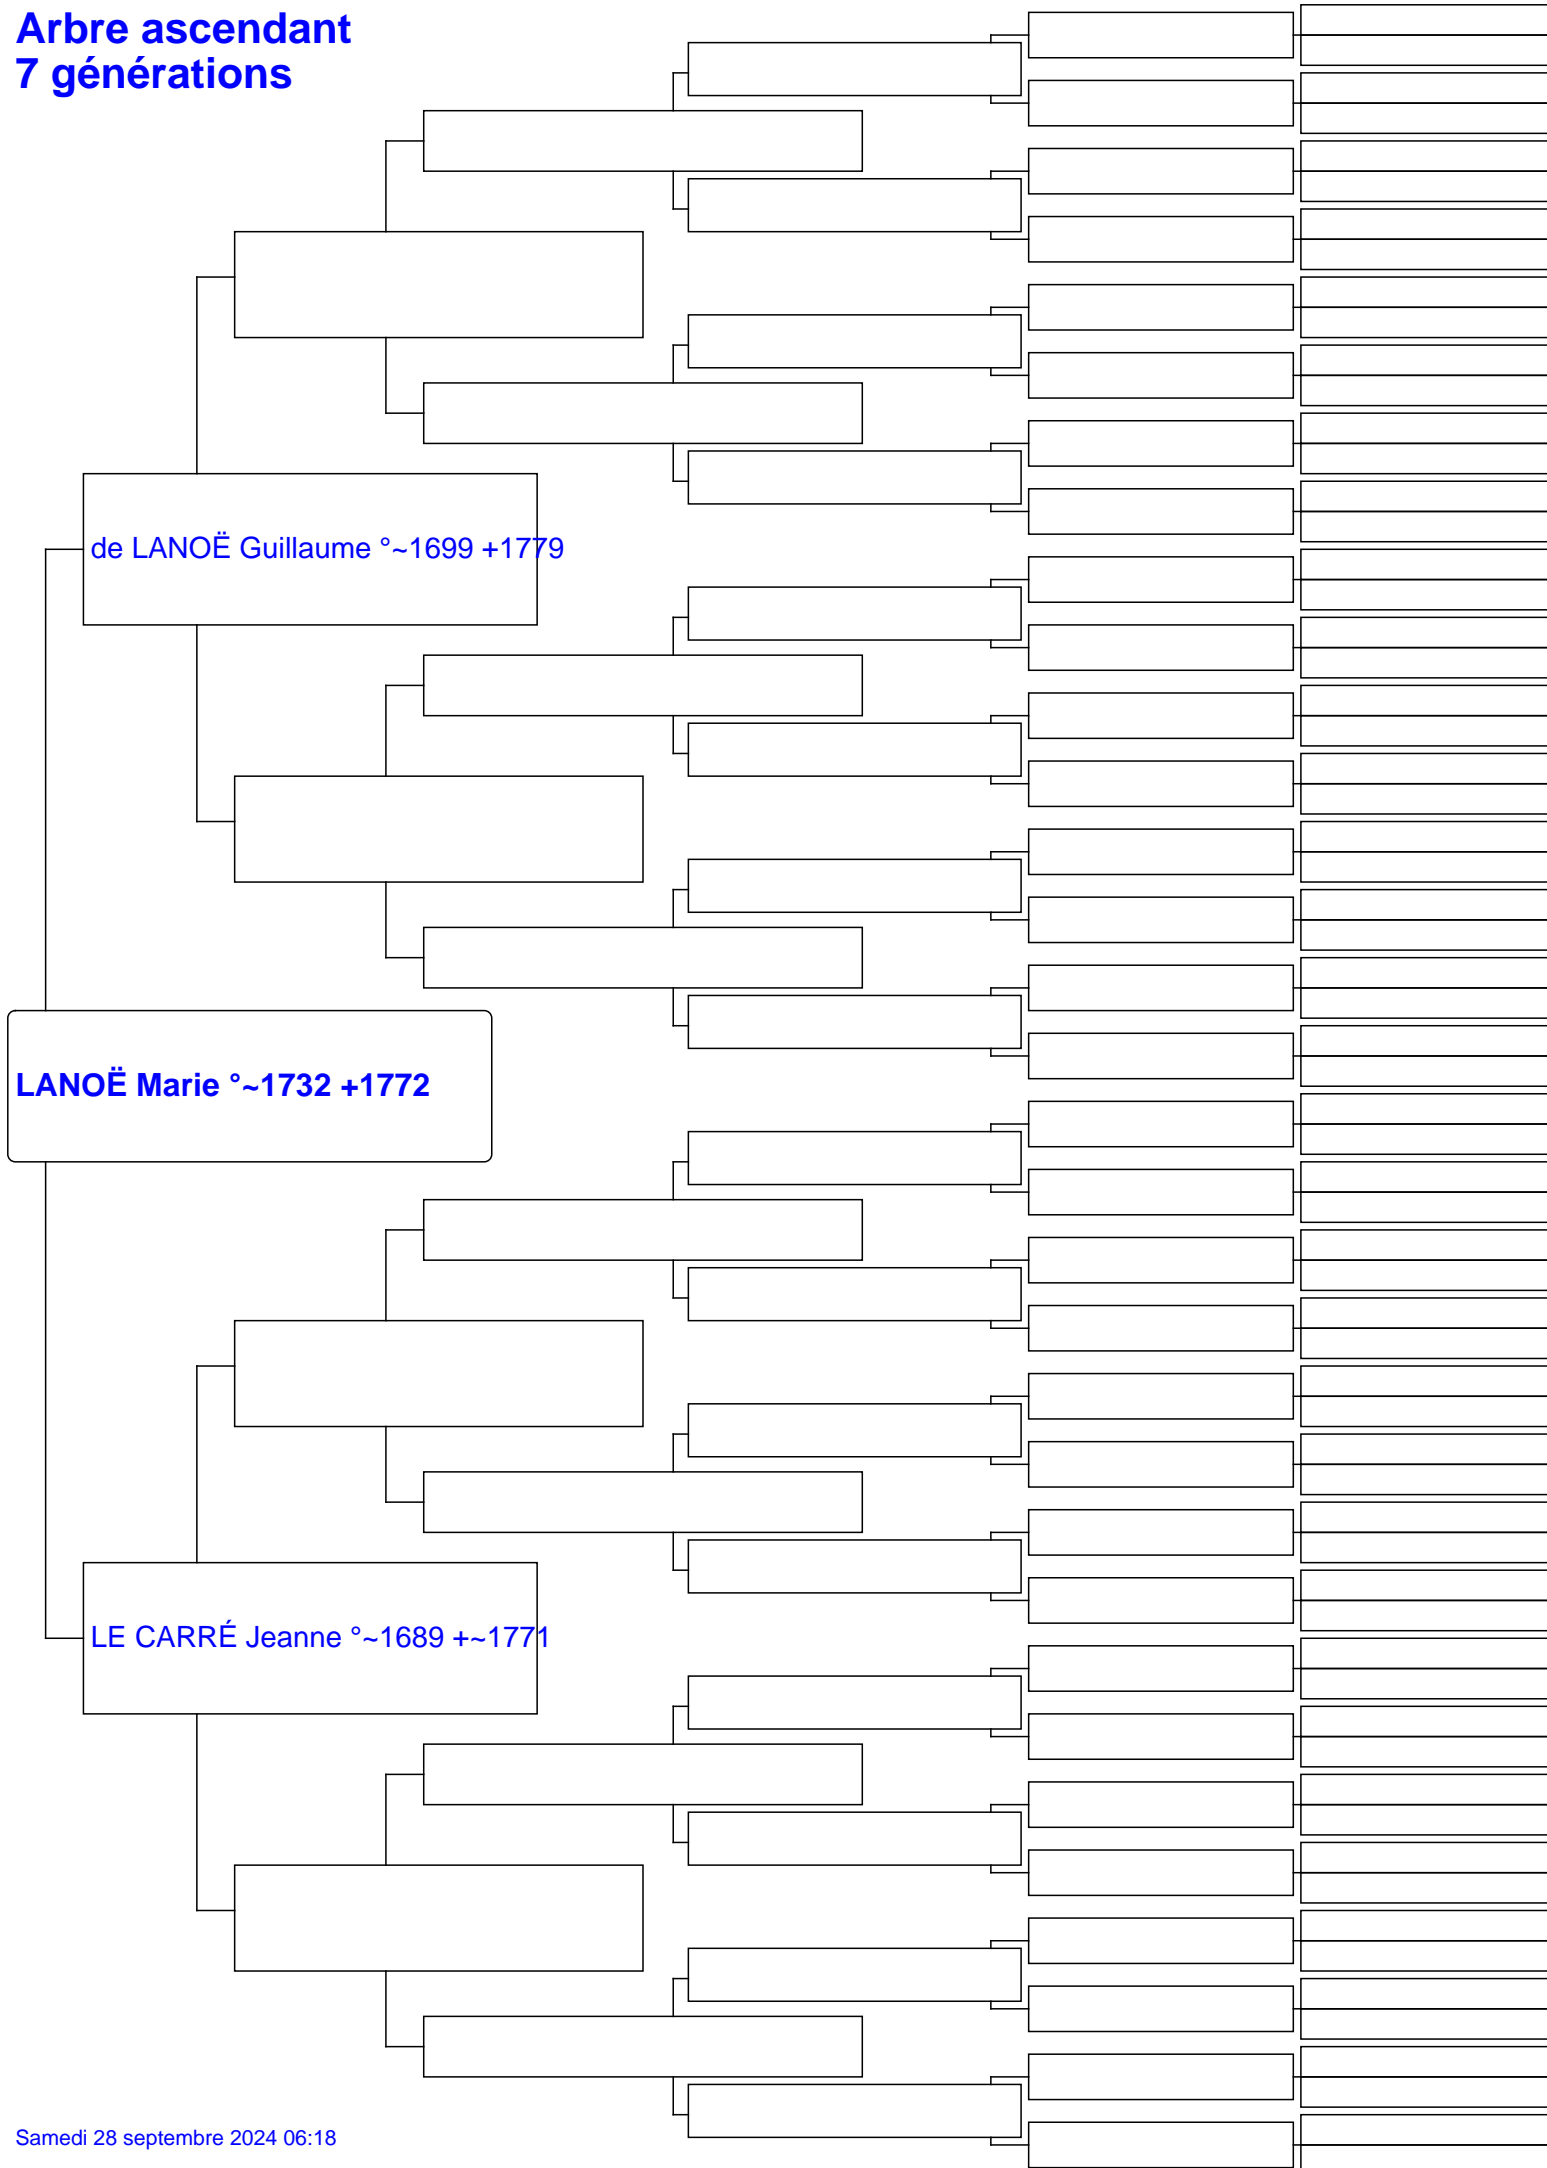 Arbre ascendant
7 générations
de LANOË Guillaume °~1699 +1779
LANOË Marie °~1732 +1772
LE CARRÉ Jeanne °~1689 +~1771
Samedi 28 septembre 2024 06:18